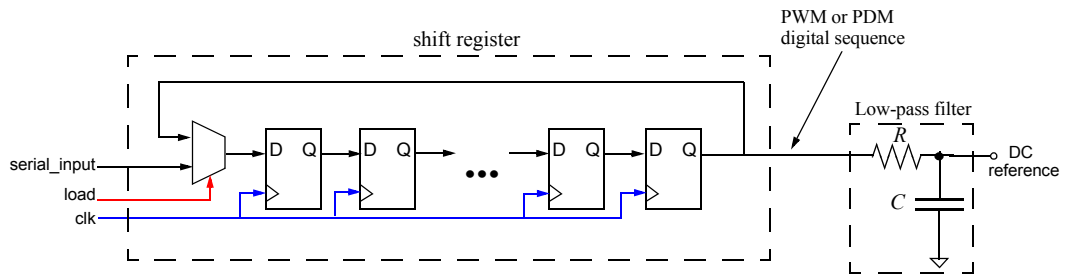 PWM or PDM
digital sequence
shift register
Low-pass filter
R
D Q
D Q
D Q
D Q
serial_input
DC
reference
load
C
clk